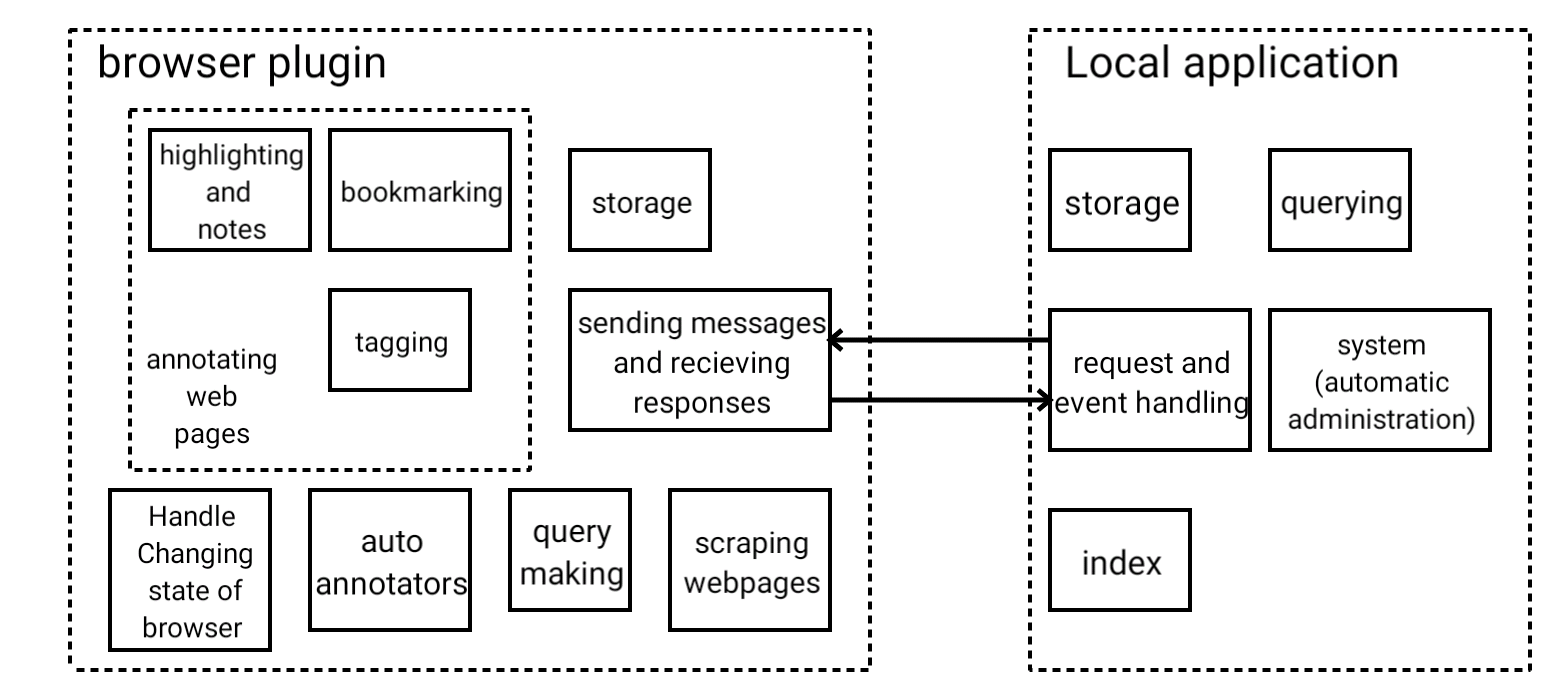 browser plugin
highlighting
and
notes
bookmarking
storage
tagging
annotating
web
pages
sending messages
and recieving
responses
Handle
Changing
state of
browser
auto
annotators
query
making
scraping
webpages
Local application
storage
querying
request and
event handling
system
(automatic
administration)
index